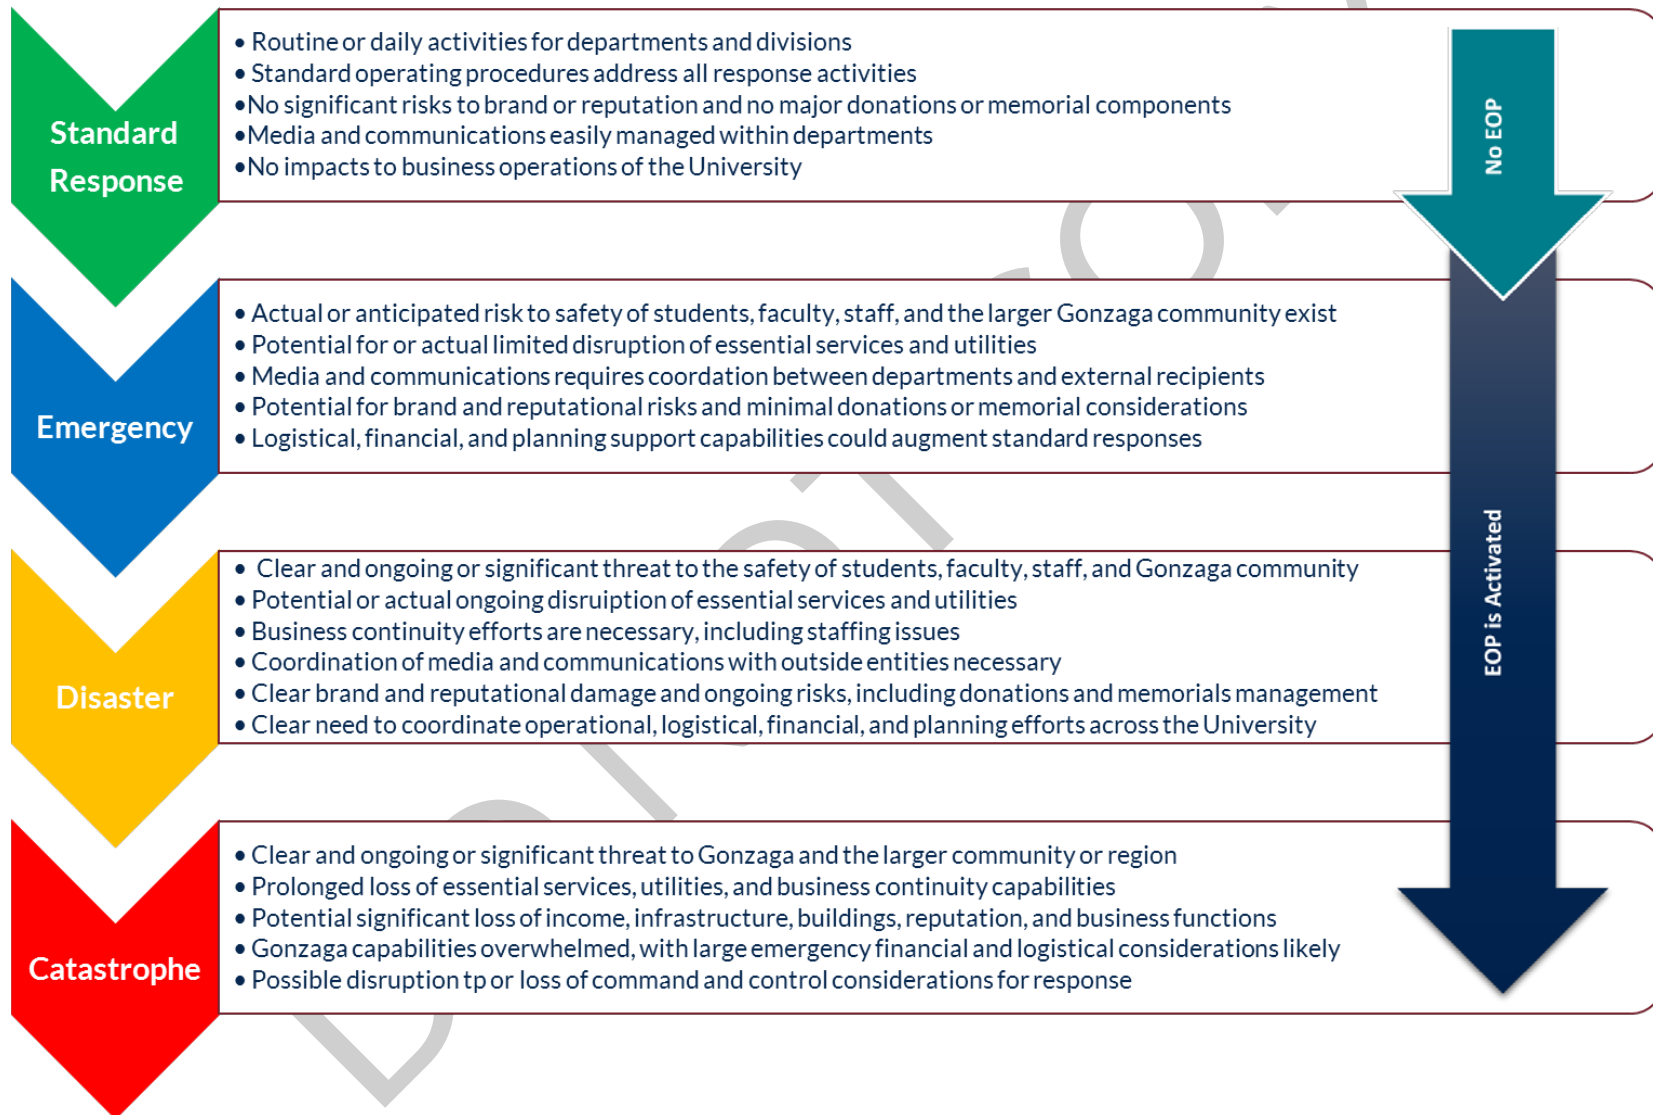 Standard
Response
• Routine or daily activities for departments and divisions
• Standard operating procedures address all response activities
•No significant risks to brand or reputation and no major donations or memorial components
• Media and communications easily managed within departments
•No impacts to business operations of the University
No EOP
Emergency
• Actual or anticipated risk to safety of students, faculty, staff, and the larger Gonzaga community exist
• Potential for or actual limited disruption of essential services and utilities
• Media and communications requires coordation between departments and external recipients
• Potential for brand and reputational risks and minimal donations or memorial considerations
• Logistical, financial, and planning support capabilities could augment standard responses
EOP is Activated
Disaster
• Clear and ongoing or significant threat to the safety of students, faculty, staff, and Gonzaga community
• Potential or actual ongoing disruiption of essential services and utilities
• Business continuity efforts are necessary, including staffing issues
• Coordination of media and communications with outside entities necessary
• Clear brand and reputational damage and ongoing risks, including donations and memorials management
• Clear need to coordinate operational, logistical, financial, and planning efforts across the University
Catastrophe
• Clear and ongoing or significant threat to Gonzaga and the larger community or region
• Prolonged loss of essential services, utilities, and business continuity capabilities
• Potential significant loss of income, infrastructure, buildings, reputation, and business functions
• Gonzaga capabilities overwhelmed, with large emergency financial and logistical considerations likely
• Possible disruption tp or loss of command and control considerations for response